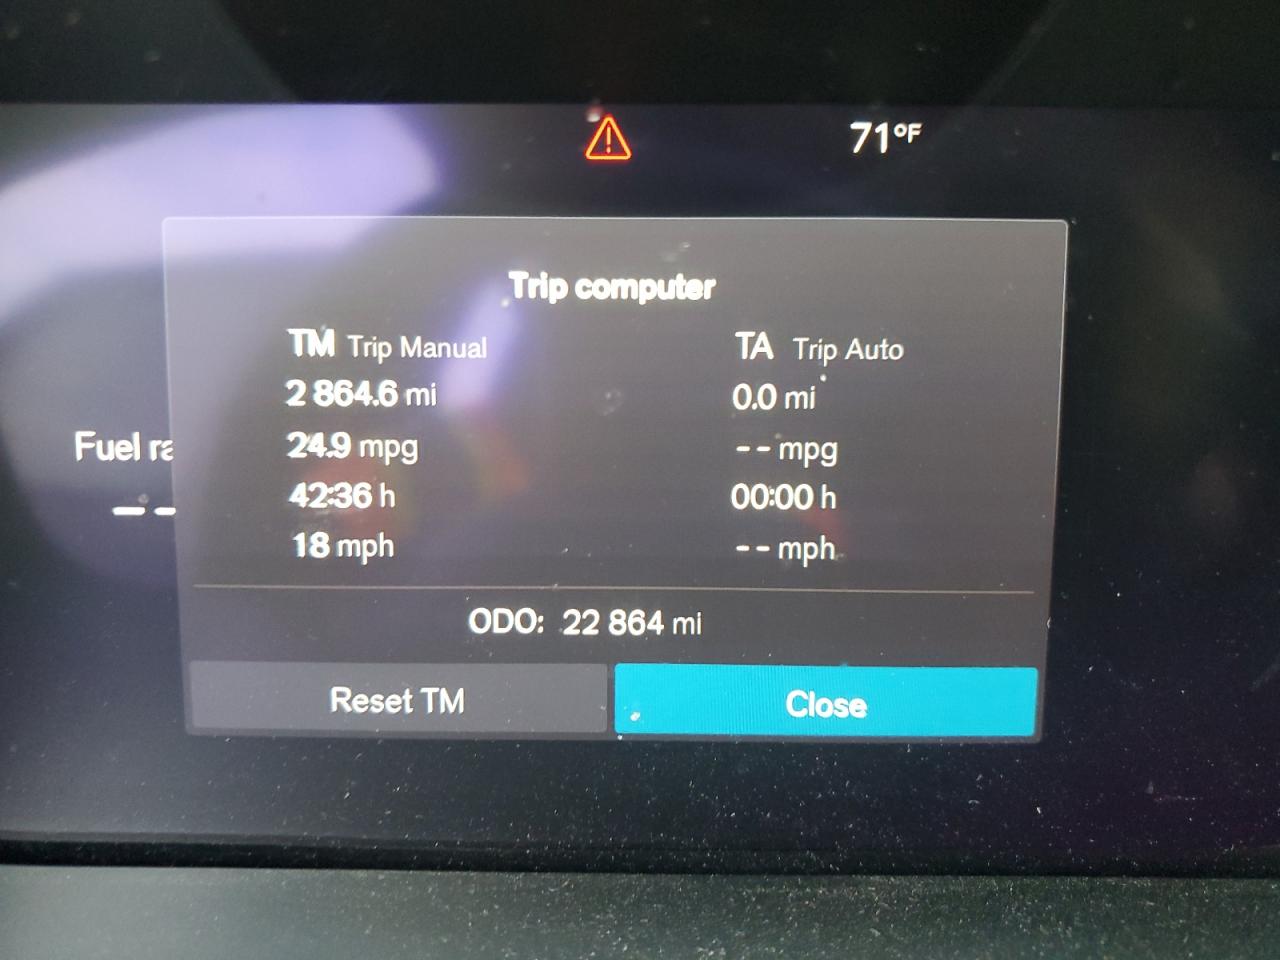 71°F
Trip computer
TM Trip Manual
2 864.6 mi
24.9 mpg
42:36 h
18 mph
TA Trip Auto
0.0 mi
-- mpg
00:00 h
-- mph
Fuel ra
--
ODO: 22 864 mi
Reset TM
Close